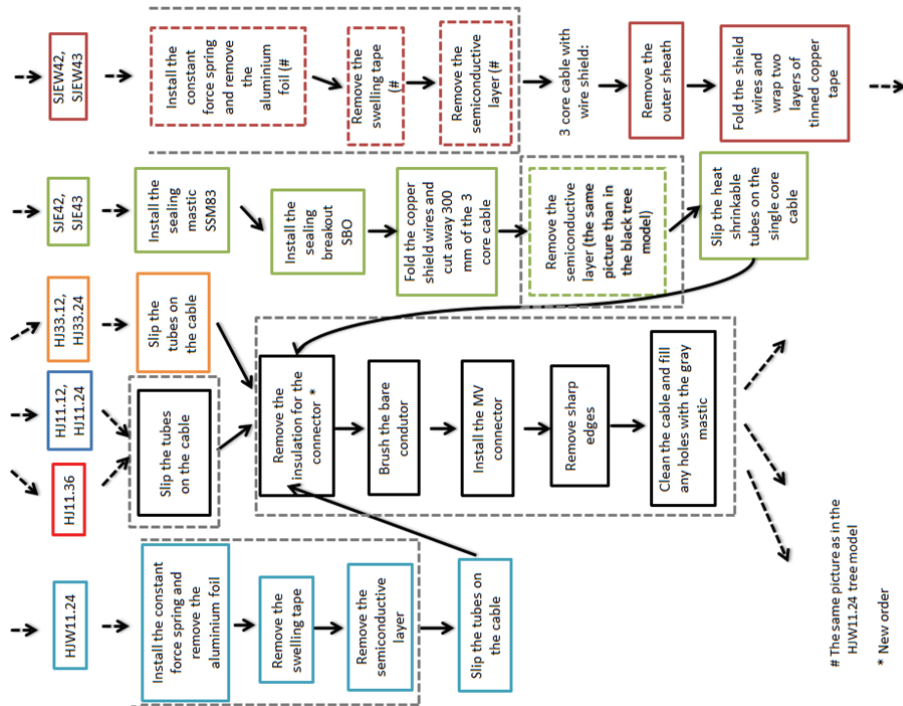 HJW11.24
Install the constant
force spring and
remove the
aluminium foil
Remove the
swelling tape
Remove the
semiconductive
layer
Slip the tubes on
the cable
HJ11.36
HJ11.12,
HJ11.24
Slip the tubes
on the cable
HJ33.12,
HJ33.24
Slip the
tubes on
the cable
Remove the
insulation for the
connector *
Brush the bare
condutor
Install the MV
connector
Remove sharp
edges
Clean the cable and fill
any holes with the gray
mastic
SJE42,
SJE43
Install the
sealing
mastic
SSM83
Install the
sealing
breakout
SBO
Fold the copper
shield wires and
cut away 300
mm of the 3
core cable
Remove the
semiconductive
layer (the same
picture than in
the black tree
model)
Slip the heat
shrinkable
tubes on the
single core
cable
SJEW42,
SJEW43
Install the
constant
force spring
and remove
the
aluminium
foil (#
Remove the
swelling tape
(#
Remove the
semiconductive
layer (#
3 core cable with
wire shield:
Remove the
outer sheath
Fold the shield
wires and
wrap two
layers of
tinned copper
tape
# The same picture as in the
HJW11.24 tree model
* New order